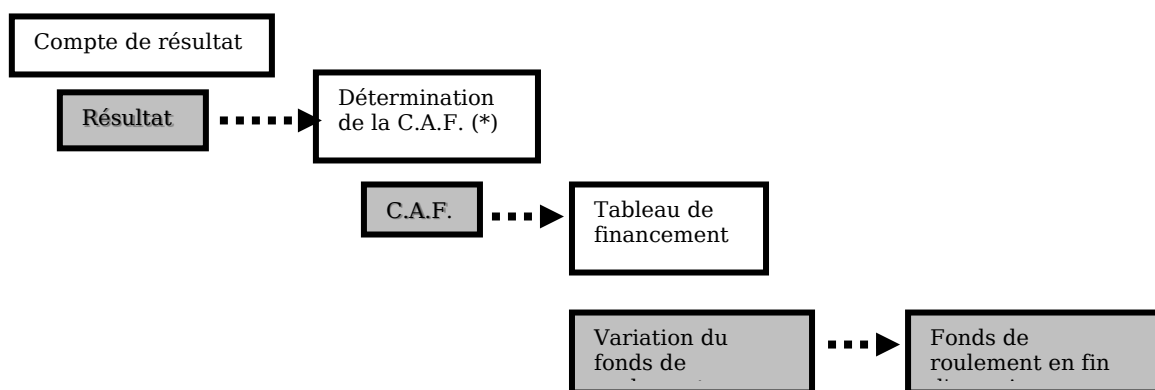 Compte de résultat
Résultat
Détermination
de la C.A.F. (*)
C.A.F.
Tableau de
financement
Variation du
fonds de
Fonds de
roulement en fin